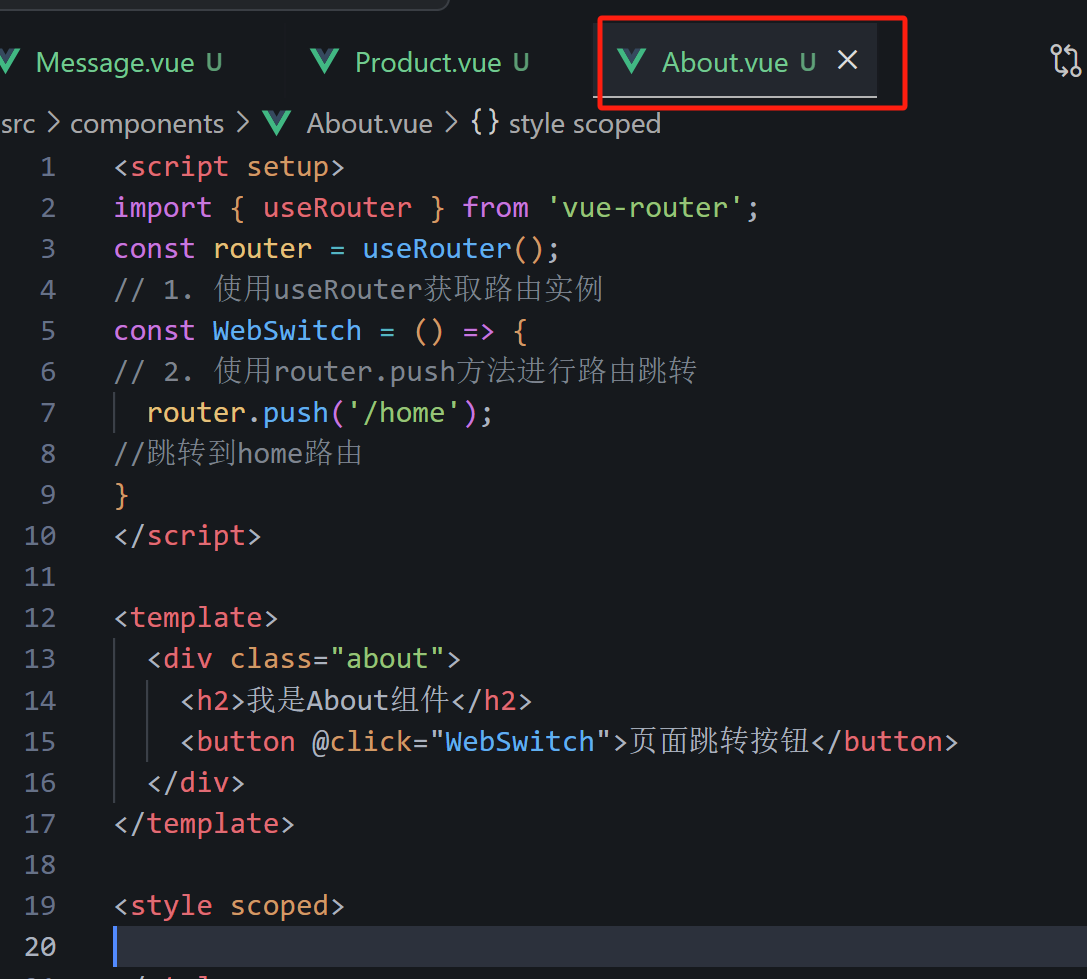 Message.vue U Product.vue U About.vue U
src > components > About.vue > {} style scoped
1 <script setup>
2 import { useRouter } from 'vue-router';
3 const router = useRouter();
4 // 1. 使用useRouter获取路由实例
5 const WebSwitch = () => {
6 // 2. 使用router.push方法进行路由跳转
7 router.push('/home');
8 //跳转到home路由
9 }
10 </script>
11
12 <template>
13 <div class="about">
14 <h2>我是About组件</h2>
15 <button @click="WebSwitch">页面跳转按钮</button>
16 </div>
17 </template>
18
19 <style scoped>
20